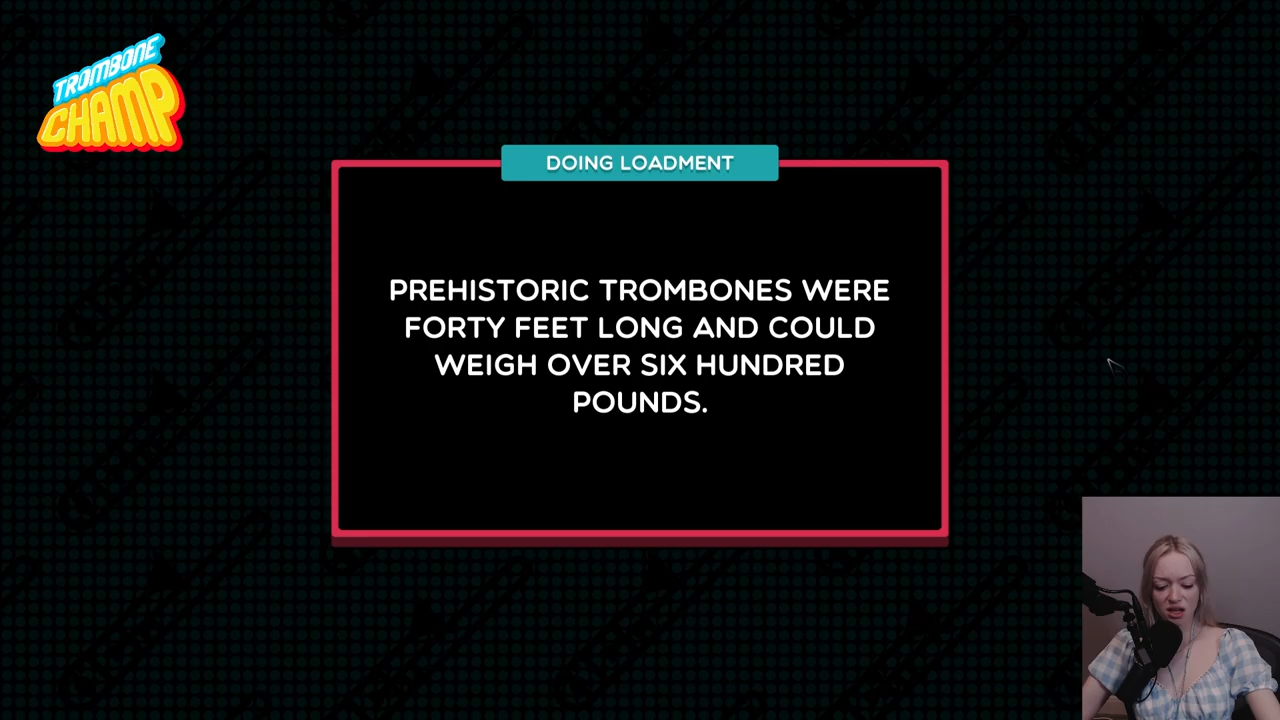 TROMBONE
CHAMP
DOING LOADMENT
PREHISTORIC TROMBONES WERE
FORTY FEET LONG AND COULD
WEIGH OVER SIX HUNDRED
POUNDS.